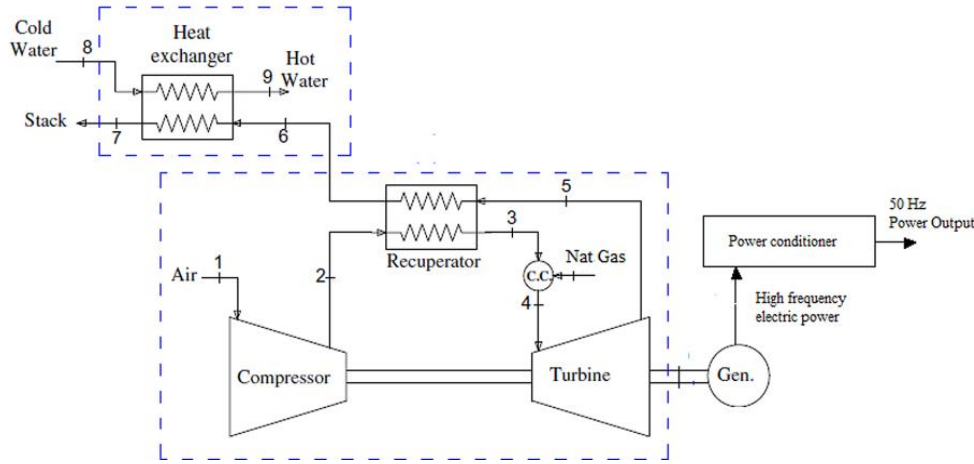 Cold
Water
8
Heat
exchanger
9
Hot
Water
Stack
7
6
5
3
2
Recuperator
Nat Gas
C.C.
4
Air
1
Compressor
Turbine
Gen.
High frequency
electric power
Power conditioner
50 Hz
Power Output